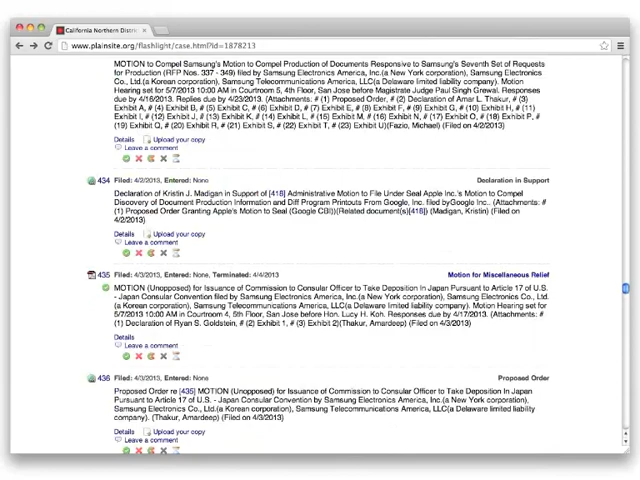 California Northern Distric
www.plainsite.org/flashlight/case.html?id=1878213
MOTION to Compel Samsung's Motion to Compel Production of Documents Responsive to Samsung's Seventh Set of Requests
for Production (RFP Nos. 337 - 349) filed by Samsung Electronics America, Inc.(a New York corporation), Samsung Electronics
Co., Ltd.(a Korean corporation), Samsung Telecommunications America, LLC(a Delaware limited liability company). Motion
Hearing set for 5/7/2013 10:00 AM in Courtroom 5, 4th Floor, San Jose before Magistrate Judge Paul Singh Grewal. Responses
due by 4/16/2013. Replies due by 4/23/2013. (Attachments: # (1) Proposed Order, # (2) Declaration of Amar L. Thakur, # (3)
Exhibit A, # (4) Exhibit B, # (5) Exhibit C, # (6) Exhibit D, # (7) Exhibit E, # (8) Exhibit F, # (9) Exhibit G, # (10) Exhibit H, # (11)
Exhibit I, # (12) Exhibit J, # (13) Exhibit K, # (14) Exhibit L, # (15) Exhibit M, # (16) Exhibit N, # (17) Exhibit O, # (18) Exhibit P, #
(19) Exhibit Q, # (20) Exhibit R, # (21) Exhibit S, # (22) Exhibit T, # (23) Exhibit U)(Fazio, Michael) (Filed on 4/2/2013)
Details Upload your copy
Leave a comment
434 Filed: 4/2/2013, Entered: None Declaration in Support
Declaration of Kristin J. Madigan in Support of [418] Administrative Motion to File Under Seal Apple Inc.'s Motion to Compel
Discovery of Document Production Information and Diff Program Printouts From Google, Inc. filed byGoogle Inc.. (Attachments: #
(1) Proposed Order Granting Apple's Motion to Seal (Google CBI))(Related document(s)[418]) (Madigan, Kristin) (Filed on
4/2/2013)
Details Upload your copy
Leave a comment
435 Filed: 4/3/2013, Entered: None, Terminated: 4/4/2013 Motion for Miscellaneous Relief
MOTION (Unopposed) for Issuance of Commission to Consular Officer to Take Deposition In Japan Pursuant to Article 17 of U.S.
- Japan Consular Convention filed by Samsung Electronics America, Inc.(a New York corporation), Samsung Electronics Co., Ltd.
(a Korean corporation), Samsung Telecommunications America, LLC(a Delaware limited liability company). Motion Hearing set for
5/7/2013 10:00 AM in Courtroom 4, 5th Floor, San Jose before Hon. Lucy H. Koh. Responses due by 4/17/2013. (Attachments: #
(1) Declaration of Ryan S. Goldstein, # (2) Exhibit 1, # (3) Exhibit 2)(Thakur, Amardeep) (Filed on 4/3/2013)
Details
Leave a comment
436 Filed: 4/3/2013, Entered: None Proposed Order
Proposed Order re [435] MOTION (Unopposed) for Issuance of Commission to Consular Officer to Take Deposition In Japan
Pursuant to Article 17 of U.S. - Japan Consular Convention by Samsung Electronics America, Inc.(a New York corporation),
Samsung Electronics Co., Ltd.(a Korean corporation), Samsung Telecommunications America, LLC(a Delaware limited liability
company). (Thakur, Amardeep) (Filed on 4/3/2013)
Details Upload your copy
Leave a comment